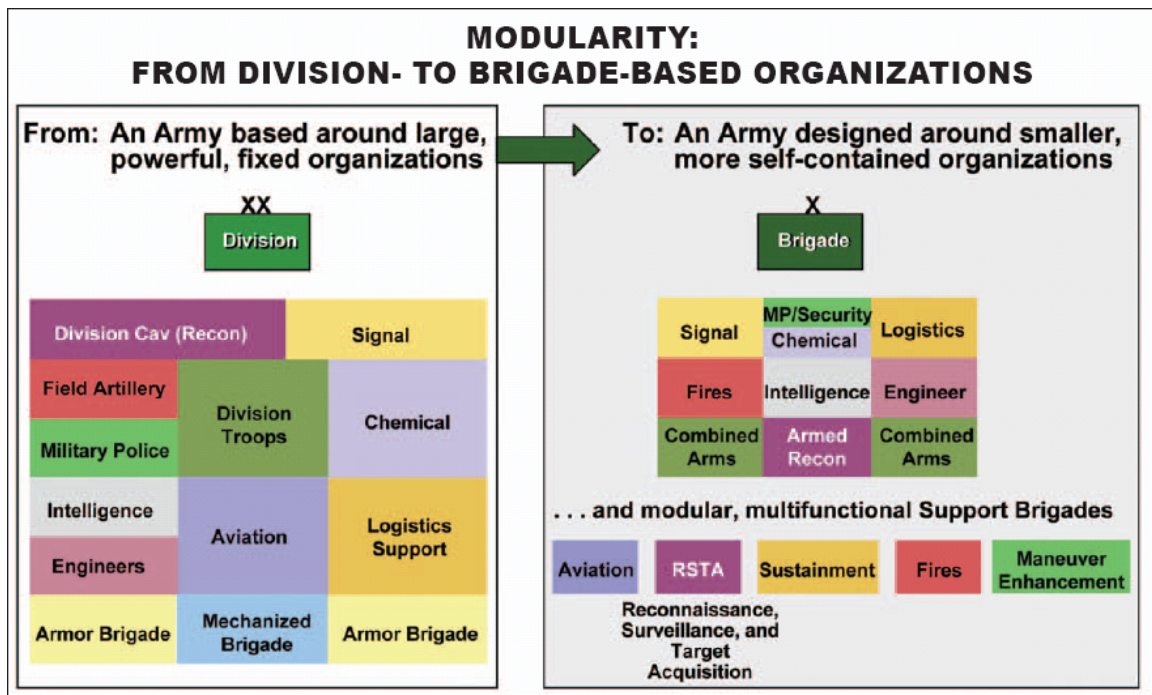 MODULARITY:
FROM DIVISION- TO BRIGADE-BASED ORGANIZATIONS
From: An Army based around large,
powerful, fixed organizations
XX
Division
Division Cav (Recon)
Signal
Field Artillery
Military Police
Division
Troops
Chemical
Intelligence
Engineers
Aviation
Logistics
Support
Armor Brigade
Mechanized
Brigade
Armor Brigade
To: An Army designed around smaller,
more self-contained organizations
X
Brigade
Signal
MP/Security
Chemical
Logistics
Fires
Intelligence
Engineer
Combined
Arms
Armed
Recon
Combined
Arms
. . . and modular, multifunctional Support Brigades
Aviation
RSTA
Sustainment
Fires
Maneuver
Enhancement
Reconnaissance,
Surveillance, and
Target
Acquisition